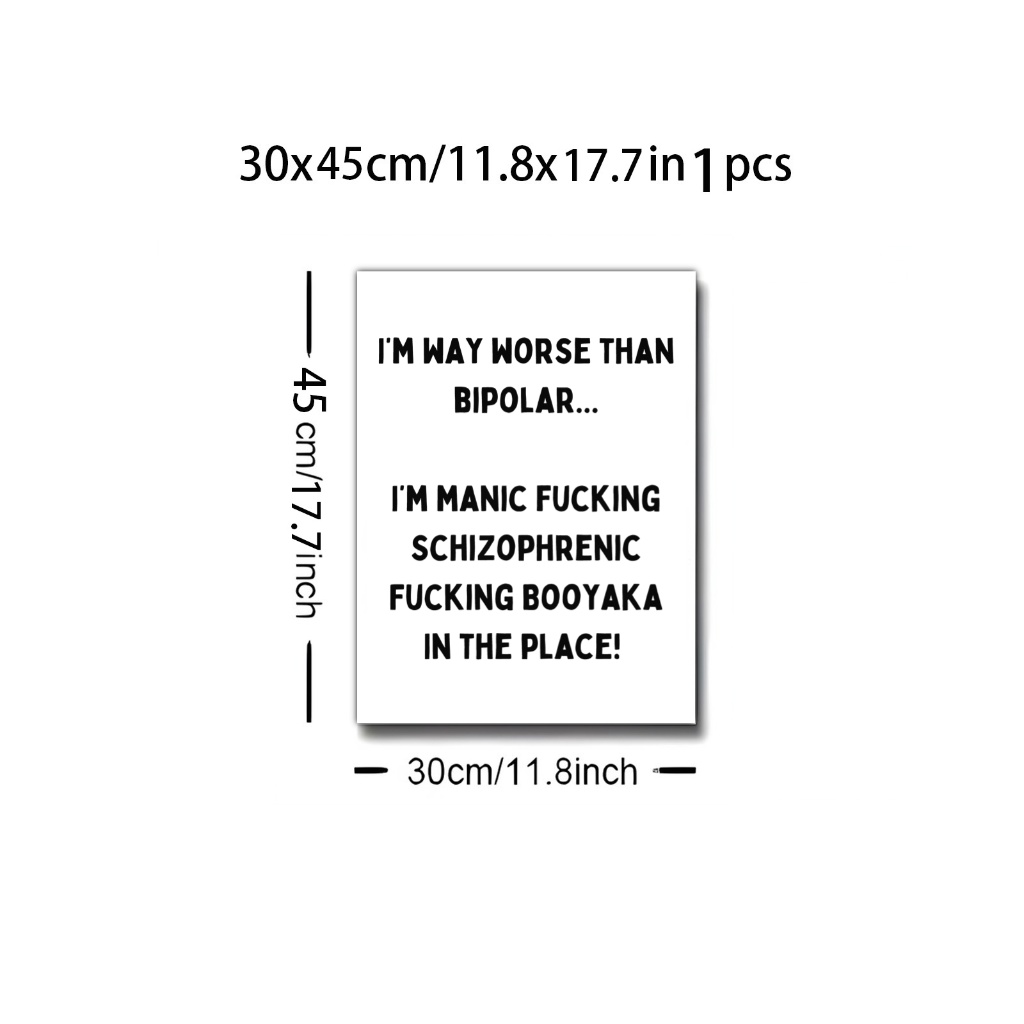 30x45cm/11.8x17.7in 1 pcs
I'M WAY WORSE THAN
BIPOLAR...
I'M MANIC FUCKING
SCHIZOPHRENIC
FUCKING BOOYAKA
IN THE PLACE!
45 cm/17.7inch
30cm/11.8inch